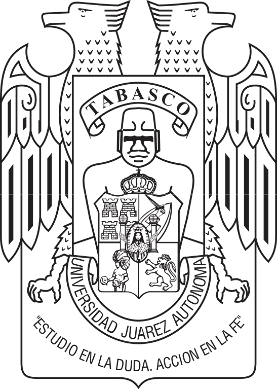 TABASCO
UNIVERSIDAD JUAREZ AUTONOMA
"ESTUDIO EN LA DUDA. ACCION EN LA FE"